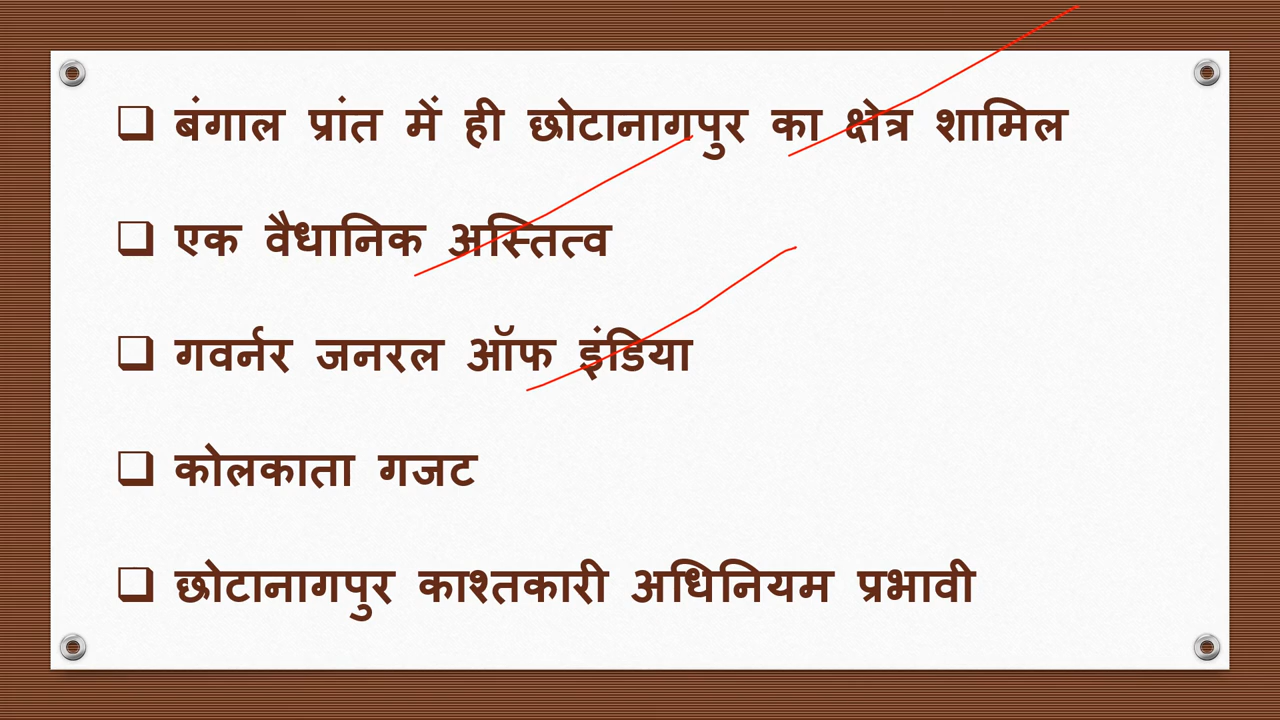 बंगाल प्रांत में ही छोटानागपुर का क्षेत्र शामिल
एक वैधानिक अस्तित्व
गवर्नर जनरल ऑफ इंडिया
कोलकाता गजट
छोटानागपुर काश्तकारी अधिनियम प्रभावी